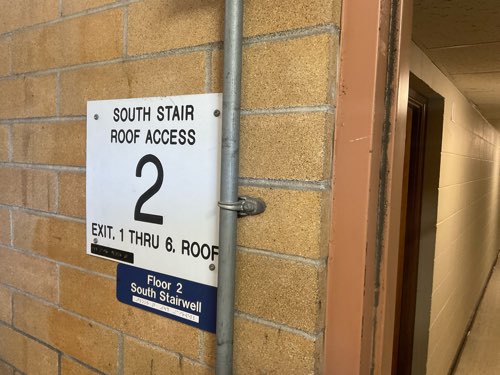 SOUTH STAIR
ROOF ACCESS
2
EXIT. 1 THRU 6. ROOF
Floor 2
South Stairwell